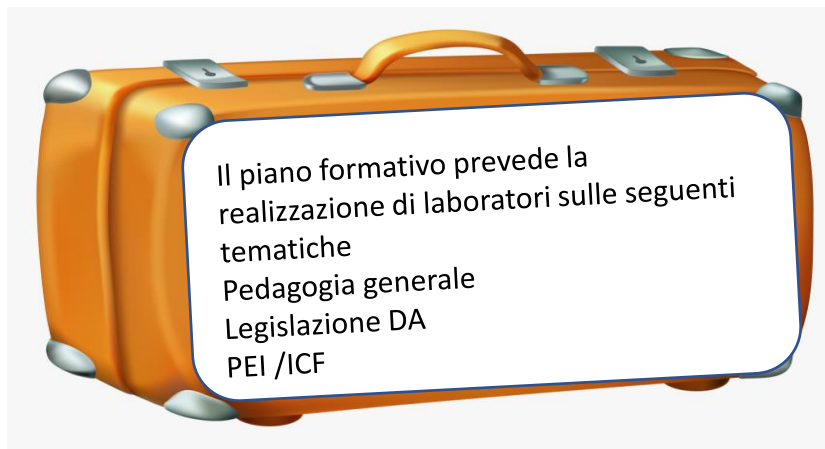 Il piano formativo prevede la
realizzazione di laboratori sulle seguenti
tematiche
Pedagogia generale
Legislazione DA
PEI /ICF